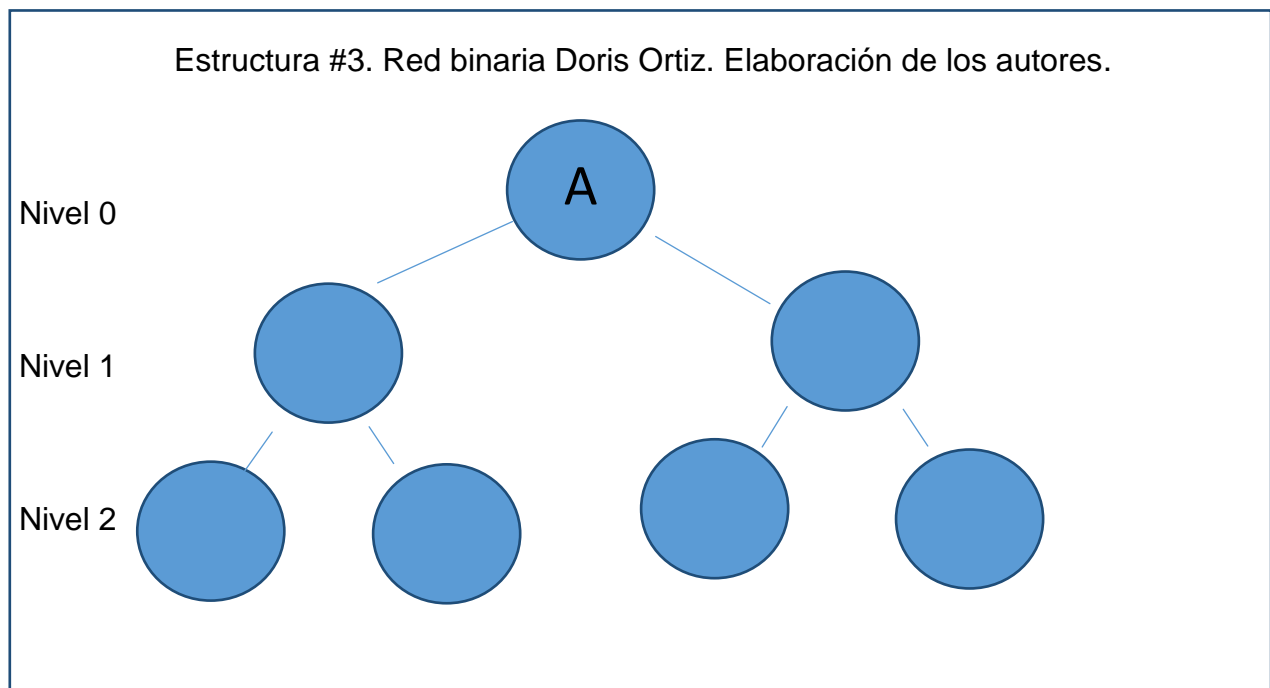 Estructura #3. Red binaria Doris Ortiz. Elaboración de los autores.
A
Nivel 0
Nivel 1
Nivel 2